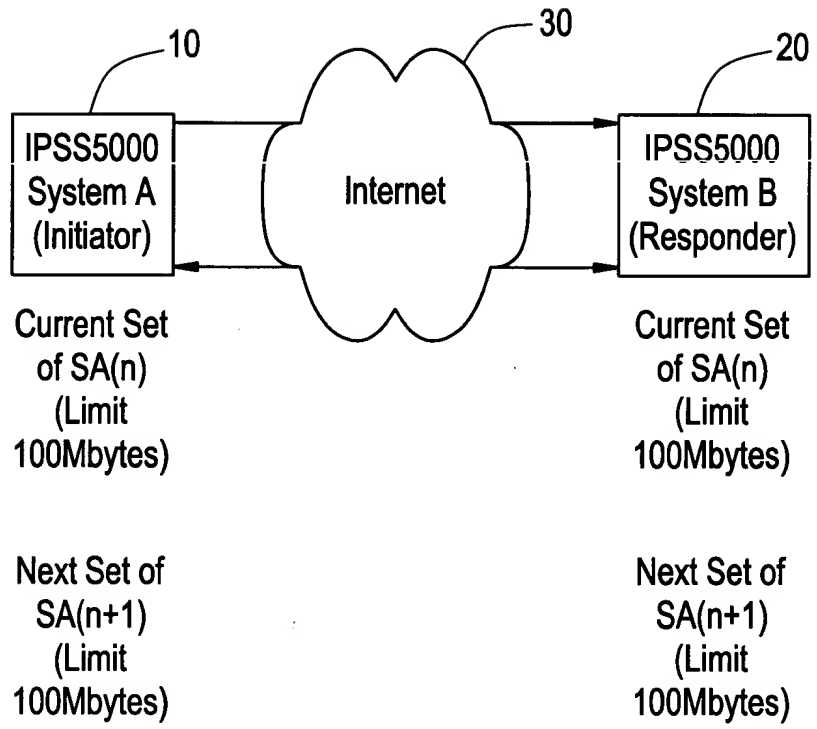 10
30
20
IPSS5000
System A
(Initiator)
Internet
IPSS5000
System B
(Responder)
Current Set
of SA(n)
(Limit
100Mbytes)
Current Set
of SA(n)
(Limit
100Mbytes)
Next Set of
SA(n+1)
(Limit
100Mbytes)
Next Set of
SA(n+1)
(Limit
100Mbytes)